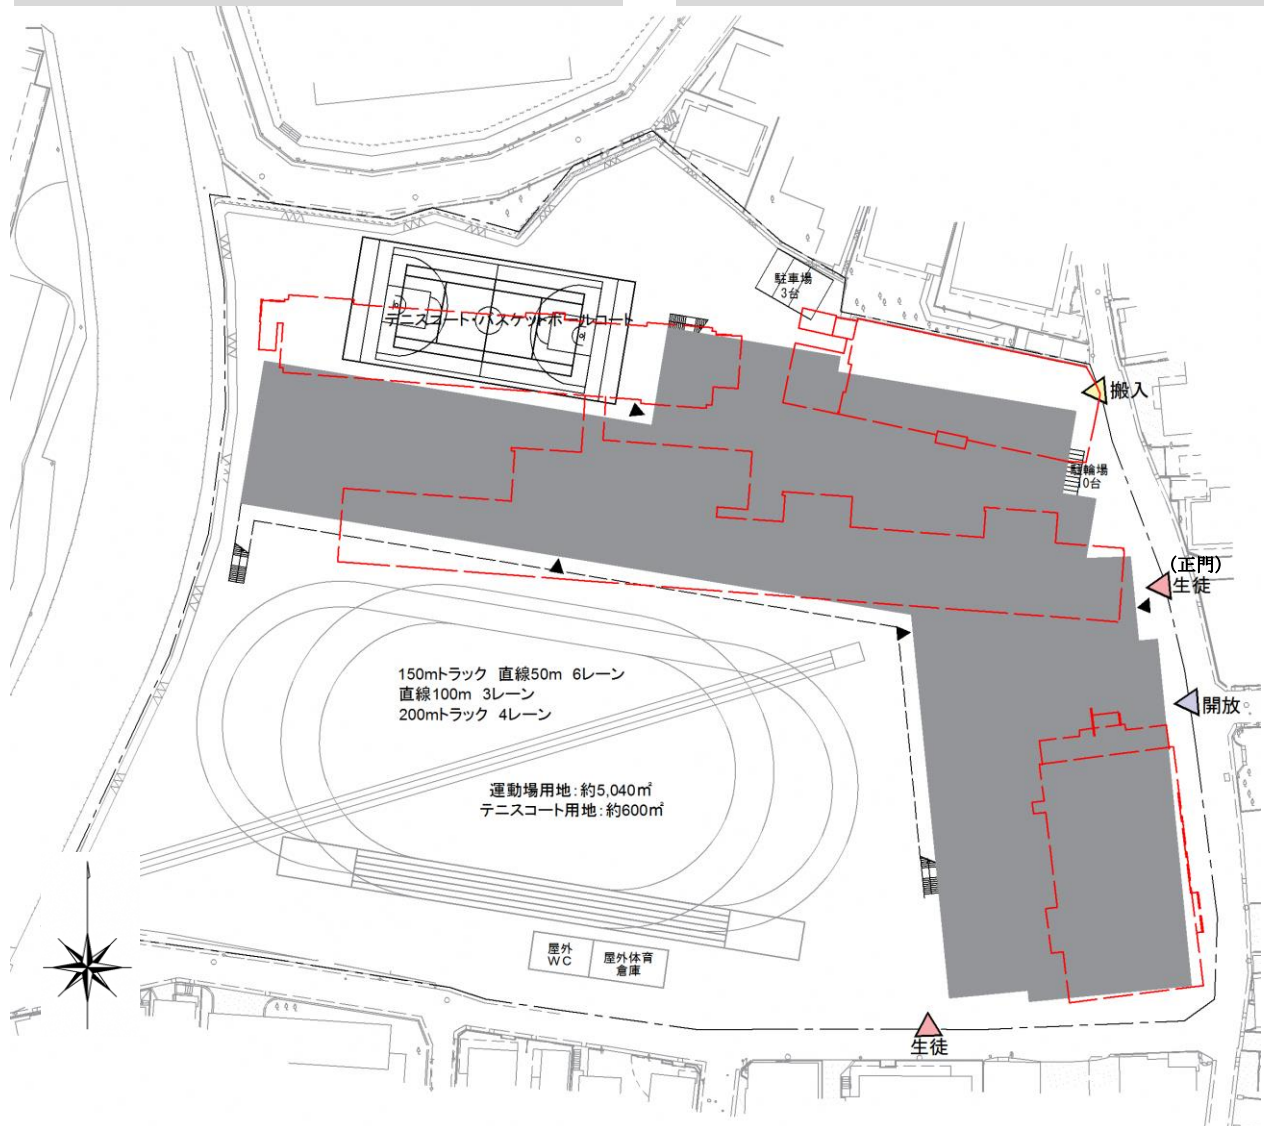 駐車場
3台
テニスコート・バスケットボールコート
搬入
駐輪場
10台
(正門)
生徒
開放
150mトラック 直線50m 6レーン
直線100m 3レーン
200mトラック 4レーン
運動場用地：約5,040㎡
テニスコート用地：約600㎡
屋外
WC
屋外体育
倉庫
生徒